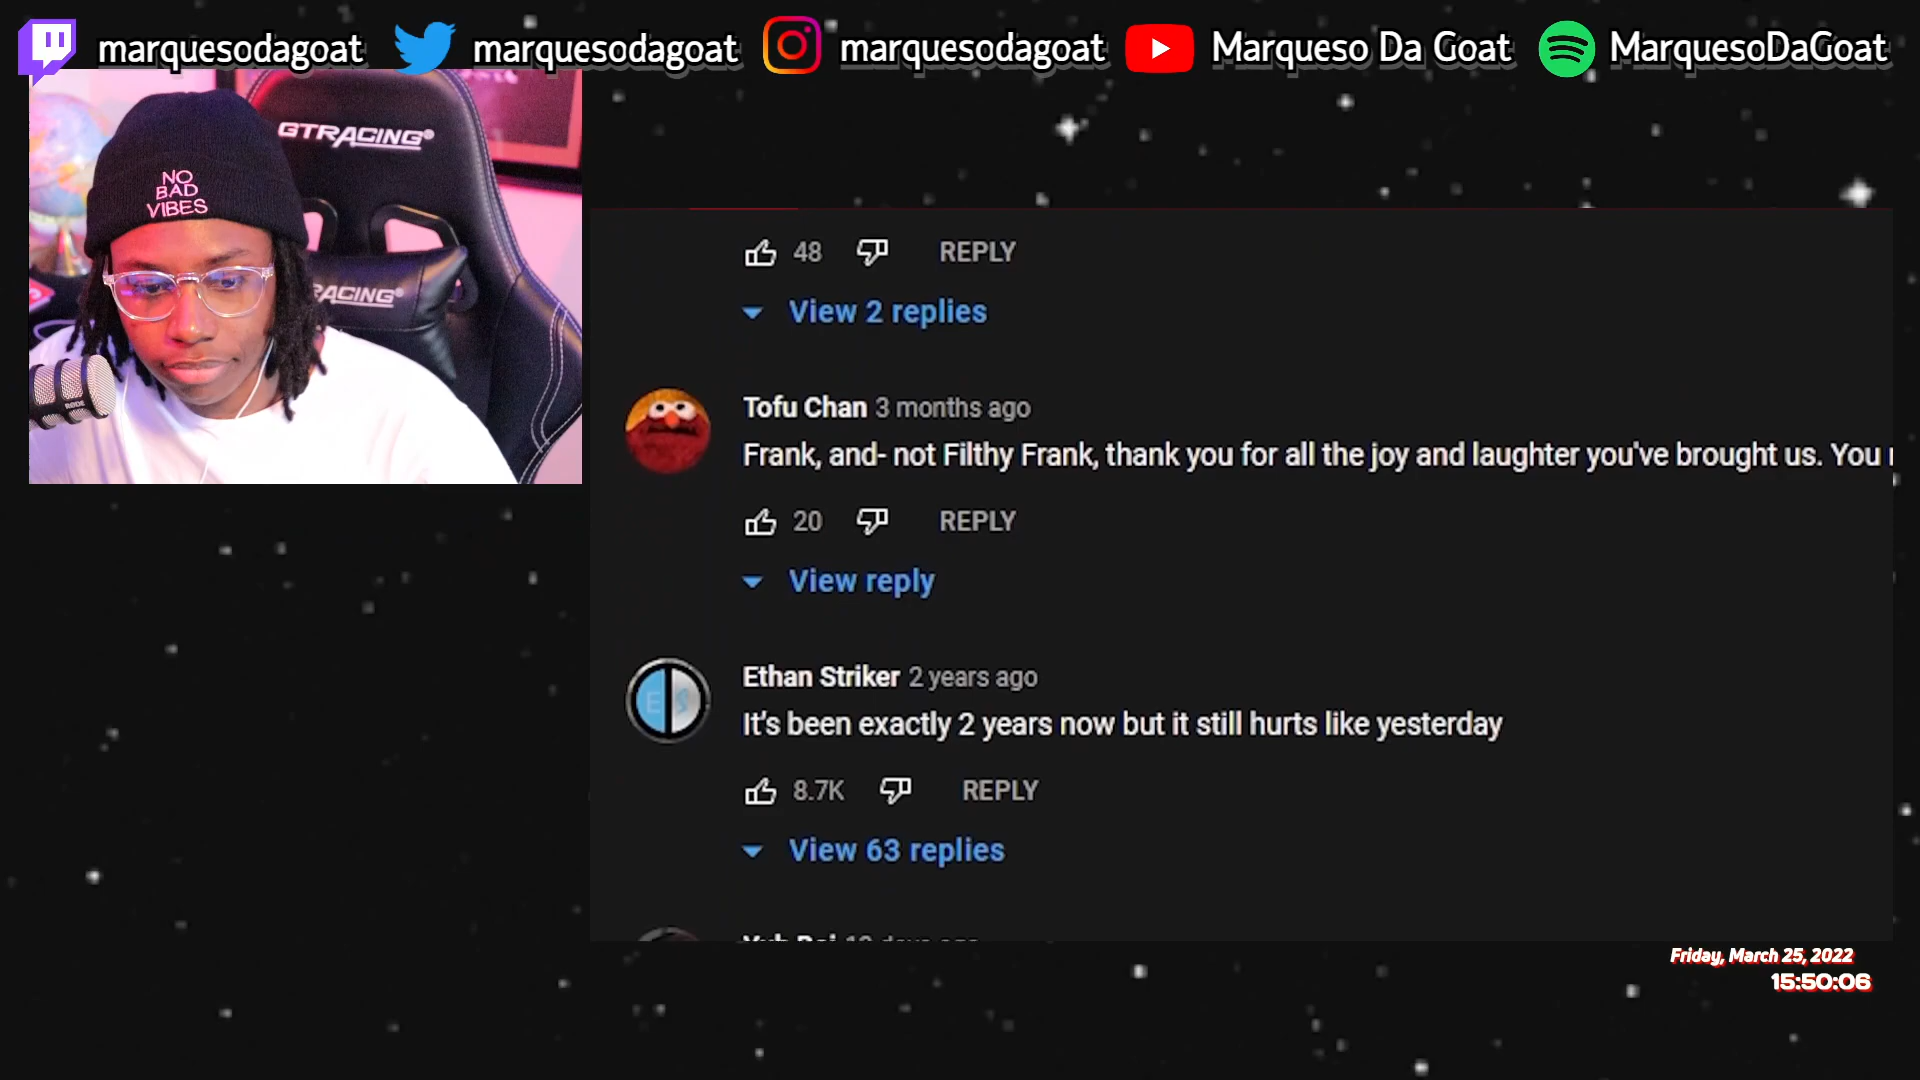 marquesodagoat marquesodagoat marquesodagoat Marqueso Da Goat MarquesoDaGoat
GTRACING®
NO
BAD
VIBES
RACING®
RØDE
48 REPLY
View 2 replies
Tofu Chan 3 months ago
Frank, and- not Filthy Frank, thank you for all the joy and laughter you've brought us. You
20 REPLY
View reply
Ethan Striker 2 years ago
It's been exactly 2 years now but it still hurts like yesterday
8.7K REPLY
View 63 replies
Friday, March 25, 2022
15:50:06